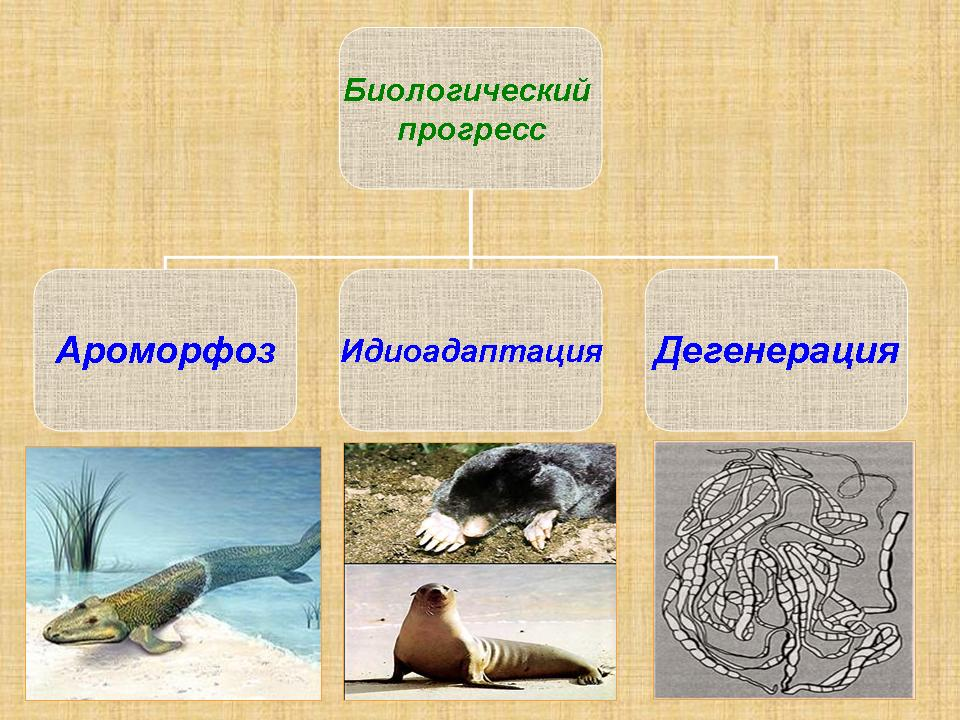 Биологический
прогресс
Ароморфоз
Идиоадаптация
Дегенерация